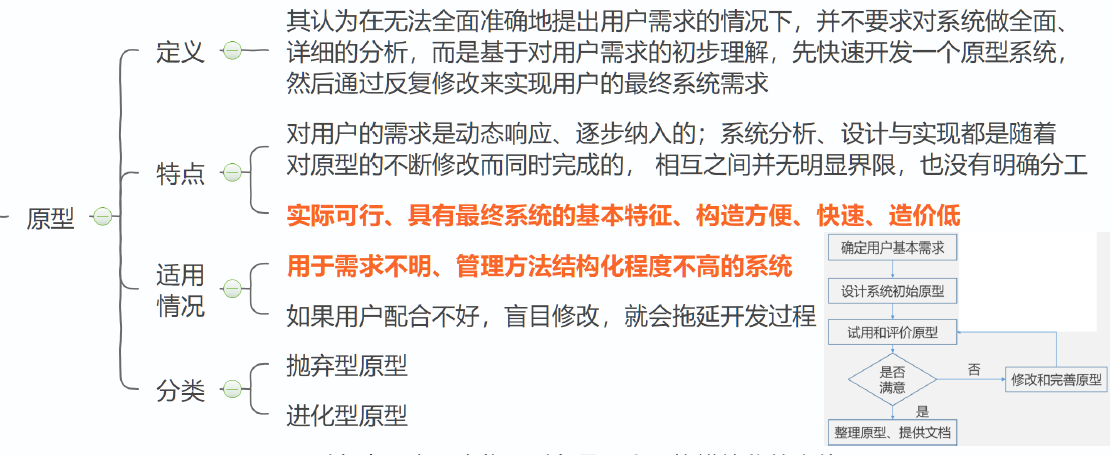 原型
定义
其认为在无法全面准确地提出用户需求的情况下，并不要求对系统做全面、
详细的分析，而是基于对用户需求的初步理解，先快速开发一个原型系统，
然后通过反复修改来实现用户的最终系统需求
特点
对用户的需求是动态响应、逐步纳入的；系统分析、设计与实现都是随着
对原型的不断修改而同时完成的， 相互之间并无明显界限，也没有明确分工
实际可行、具有最终系统的基本特征、构造方便、快速、造价低
适用
情况
用于需求不明、管理方法结构化程度不高的系统
如果用户配合不好，盲目修改，就会拖延开发过程
分类
抛弃型原型
进化型原型
确定用户基本需求
设计系统初始原型
试用和评价原型
是否
满意
否
修改和完善原型
是
整理原型、提供文档